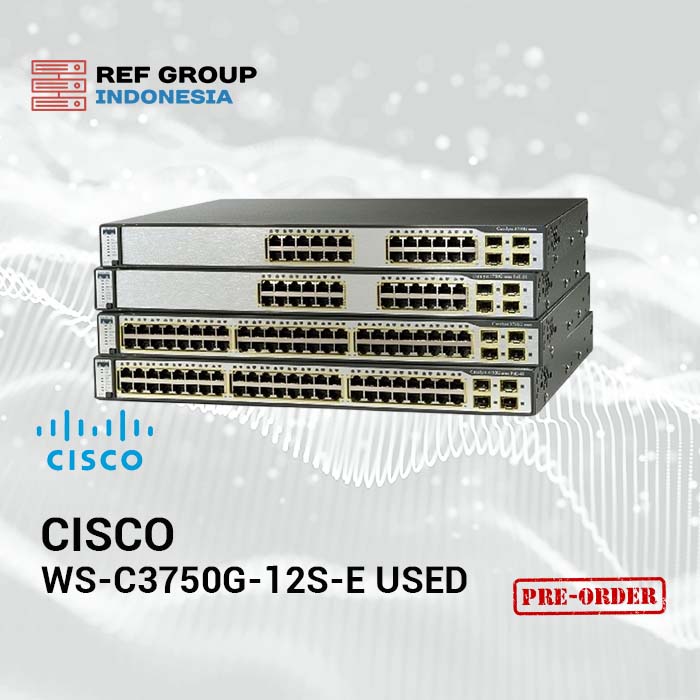 REF GROUP
INDONESIA
CISCO
CISCO
WS-C3750G-12S-E USED
PRE-ORDER